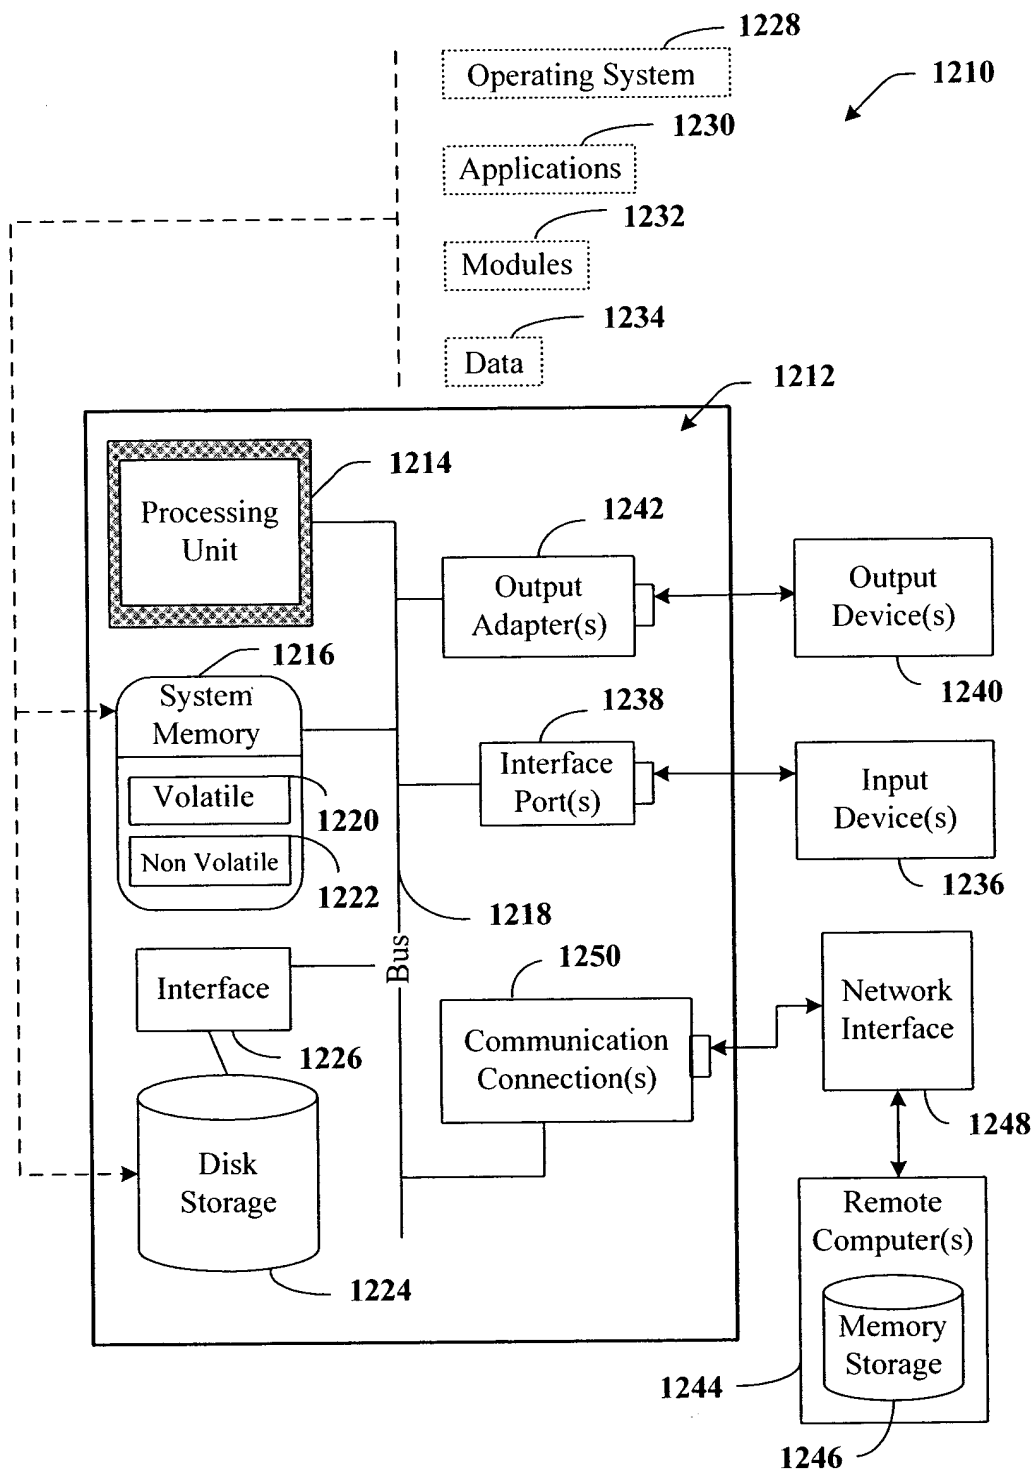 1228
Operating System
1210
1230
Applications
1232
Modules
1234
Data
1212
1214
Processing
Unit
1242
Output
Adapter(s)
Output
Device(s)
1240
1216
System
Memory
1238
Interface
Port(s)
Input
Device(s)
1236
Volatile
1220
Non Volatile
1222
1218
Bus
Interface
1226
1250
Communication
Connection(s)
Network
Interface
1248
Disk
Storage
1224
Remote
Computer(s)
Memory
Storage
1244
1246